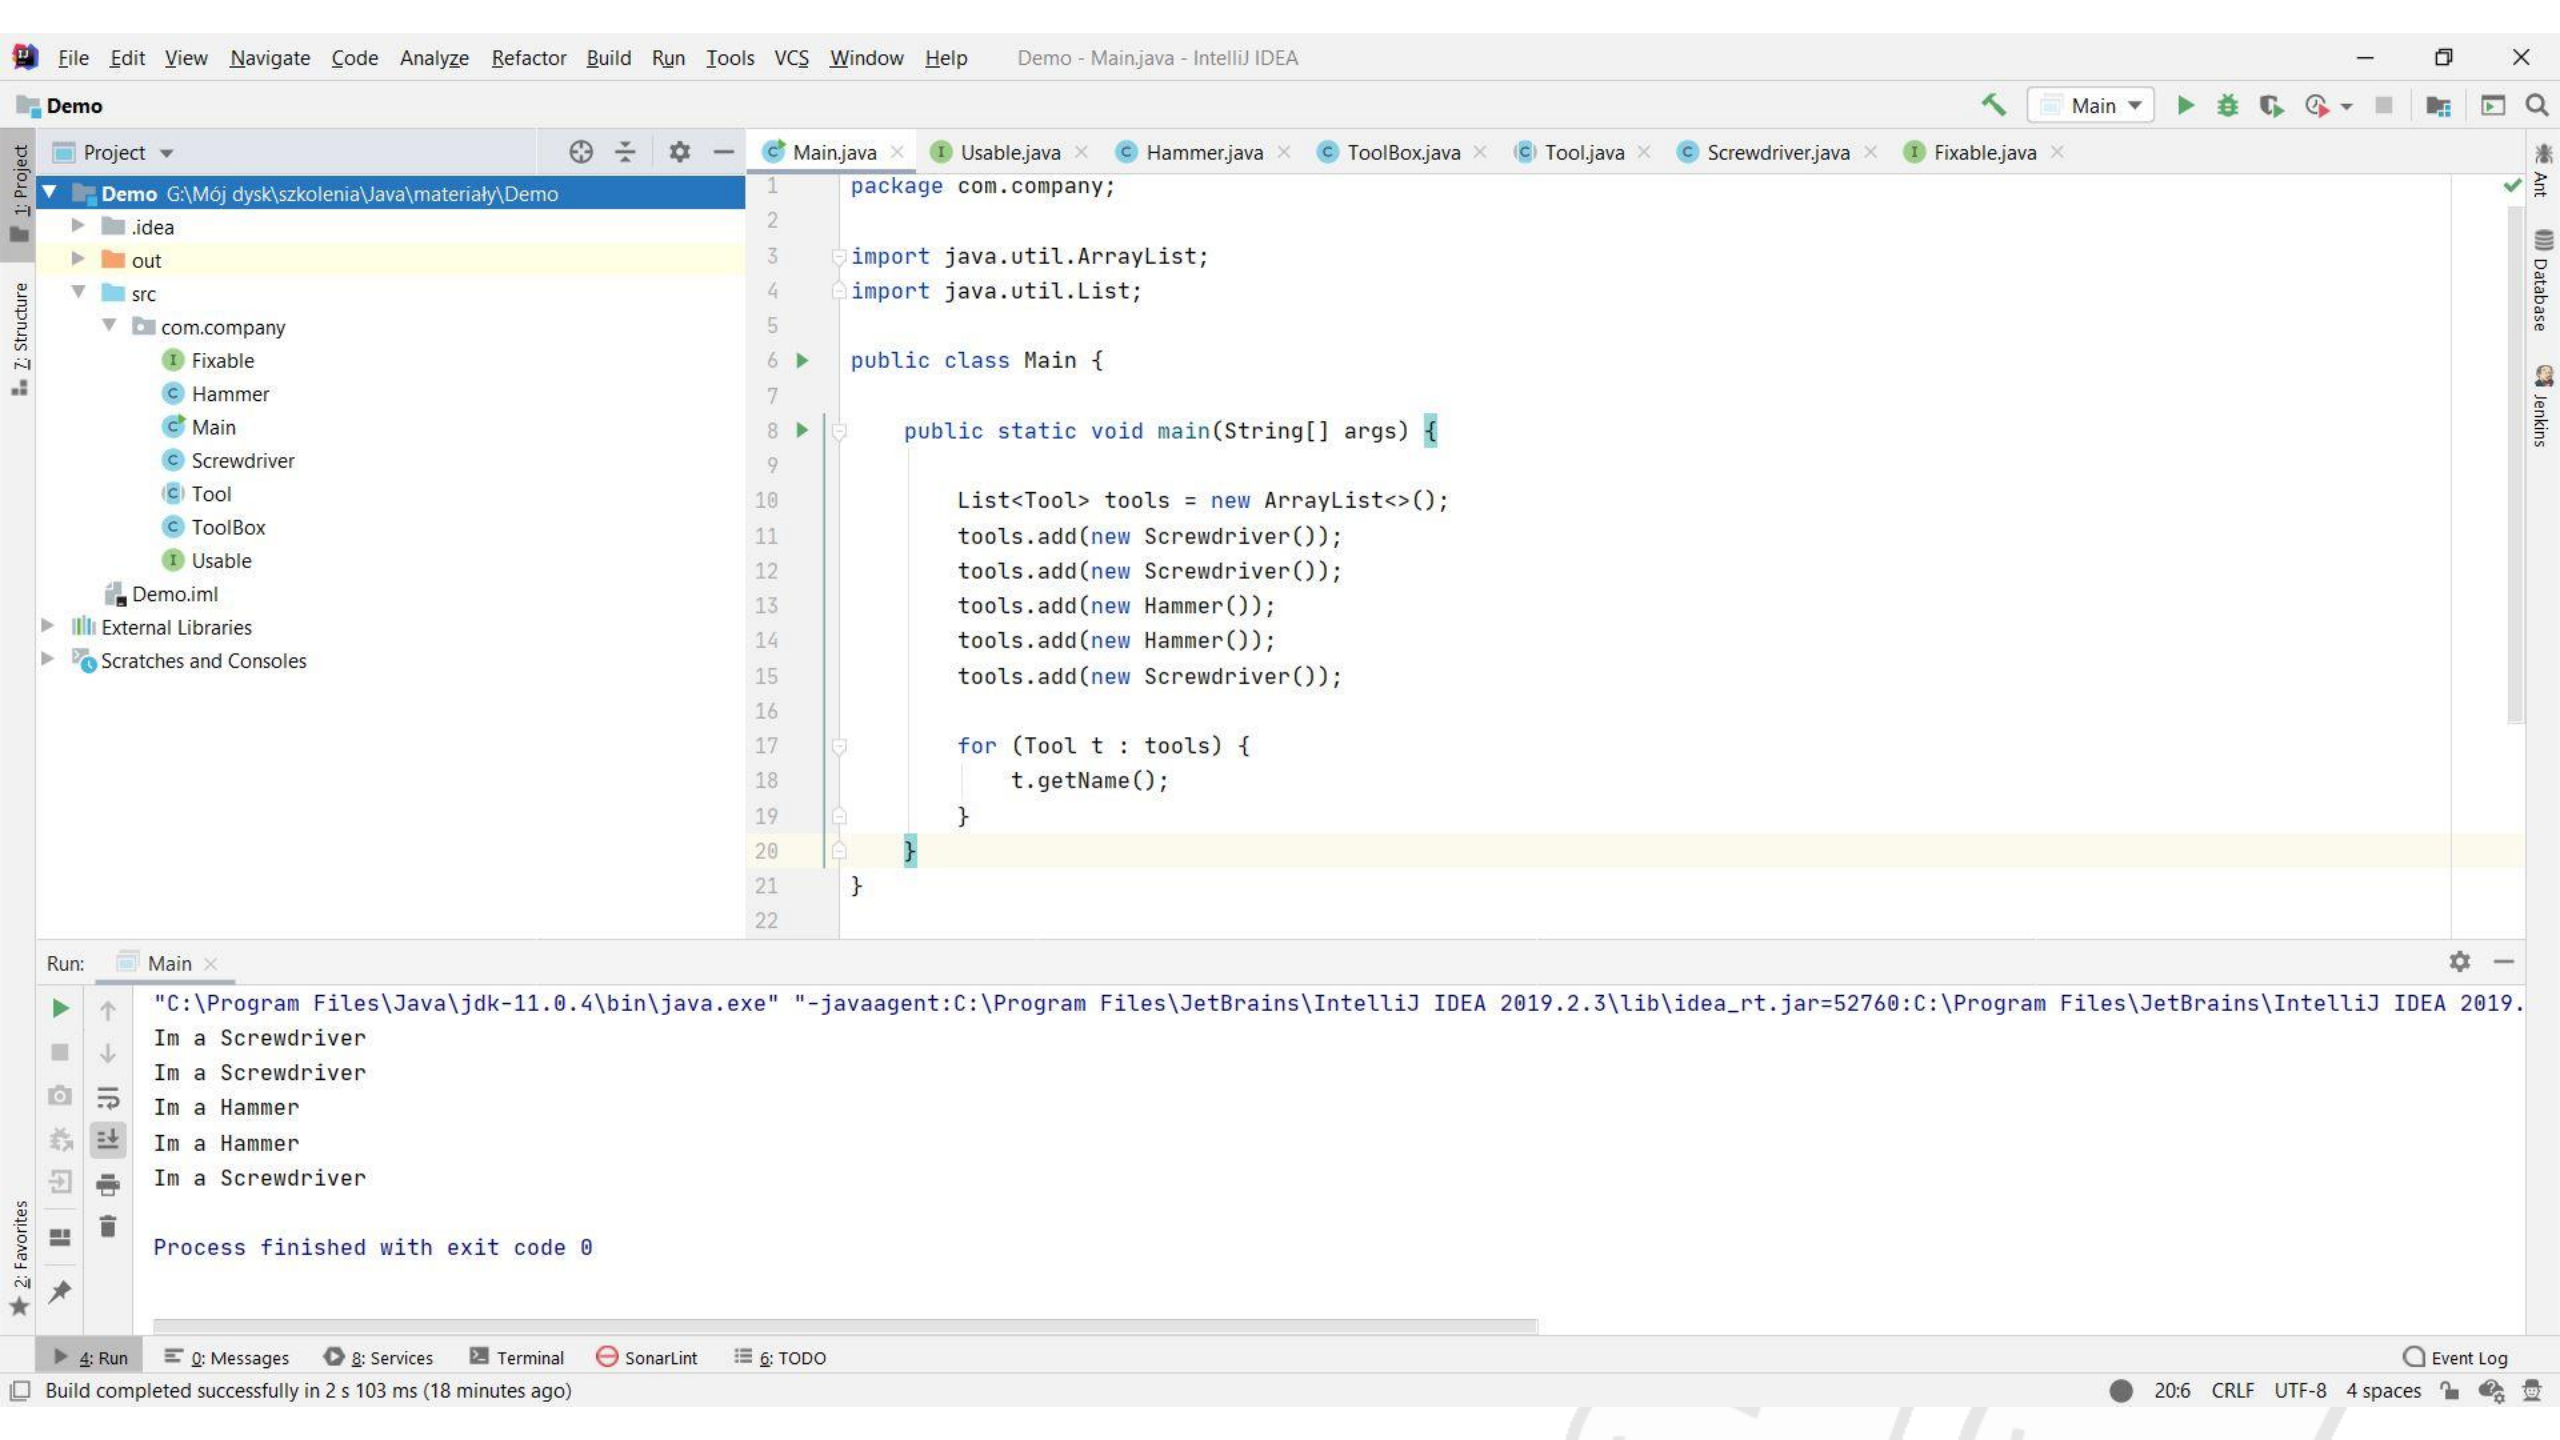 File Edit View Navigate Code Analyze Refactor Build Run Tools VCS Window Help Demo - Main.java - IntelliJ IDEA
Demo
Main
Project
Main.java Usable.java Hammer.java ToolBox.java Tool.java Screwdriver.java Fixable.java
1: Project
7: Structure
2: Favorites
Demo G:\Mój dysk\szkolenia\Java\materiały\Demo
.idea
out
src
com.company
Fixable
Hammer
Main
Screwdriver
Tool
ToolBox
Usable
Demo.iml
External Libraries
Scratches and Consoles
1 package com.company;
2
3 import java.util.ArrayList;
4 import java.util.List;
5
6 public class Main {
7
8 public static void main(String[] args) {
9
10 List<Tool> tools = new ArrayList<>();
11 tools.add(new Screwdriver());
12 tools.add(new Screwdriver());
13 tools.add(new Hammer());
14 tools.add(new Hammer());
15 tools.add(new Screwdriver());
16
17 for (Tool t : tools) {
18 t.getName();
19 }
20 }
21 }
22
Ant
Database
Jenkins
Run: Main
"C:\Program Files\Java\jdk-11.0.4\bin\java.exe" "-javaagent:C:\Program Files\JetBrains\IntelliJ IDEA 2019.2.3\lib\idea_rt.jar=52760:C:\Program Files\JetBrains\IntelliJ IDEA 2019.
Im a Screwdriver
Im a Screwdriver
Im a Hammer
Im a Hammer
Im a Screwdriver
Process finished with exit code 0
4: Run 0: Messages 8: Services Terminal SonarLint 6: TODO Event Log
Build completed successfully in 2 s 103 ms (18 minutes ago) 20:6 CRLF UTF-8 4 spaces